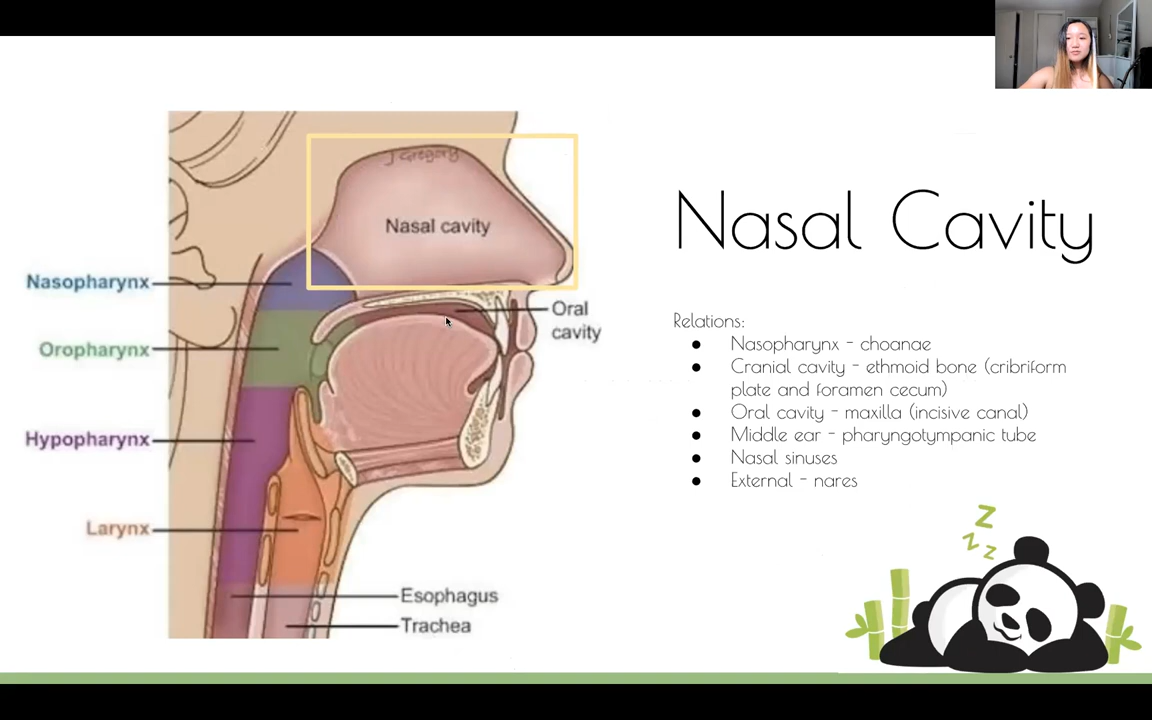 J Gregory
Nasal cavity
Nasopharynx
Oral
cavity
Oropharynx
Hypopharynx
Larynx
Esophagus
Trachea
Nasal Cavity
Relations:
● Nasopharynx - choanae
● Cranial cavity - ethmoid bone (cribriform
plate and foramen cecum)
● Oral cavity - maxilla (incisive canal)
● Middle ear - pharyngotympanic tube
● Nasal sinuses
● External - nares
Z
Z
Z